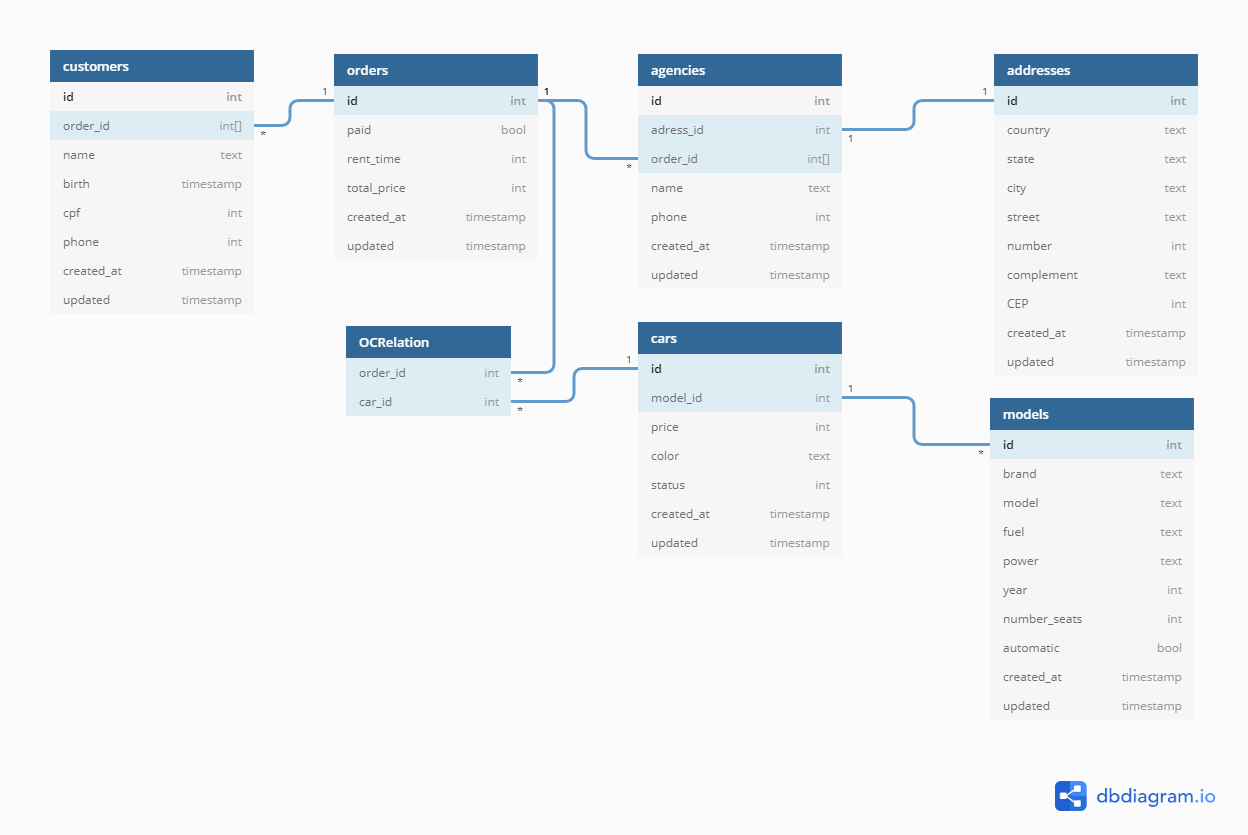 customers
id int
order_id int[]
name text
birth timestamp
cpf int
phone int
created_at timestamp
updated timestamp
1
*
orders
id int
paid bool
rent_time int
total_price int
created_at timestamp
updated timestamp
1
*
agencies
id int
adress_id int
order_id int[]
name text
phone int
created_at timestamp
updated timestamp
1
1
addresses
id int
country text
state text
city text
street text
number int
complement text
CEP int
created_at timestamp
updated timestamp
OCRelation
order_id int
car_id int
*
*
1
cars
id int
model_id int
price int
color text
status int
created_at timestamp
updated timestamp
1
*
models
id int
brand text
model text
fuel text
power text
year int
number_seats int
automatic bool
created_at timestamp
updated timestamp
dbdiagram.io